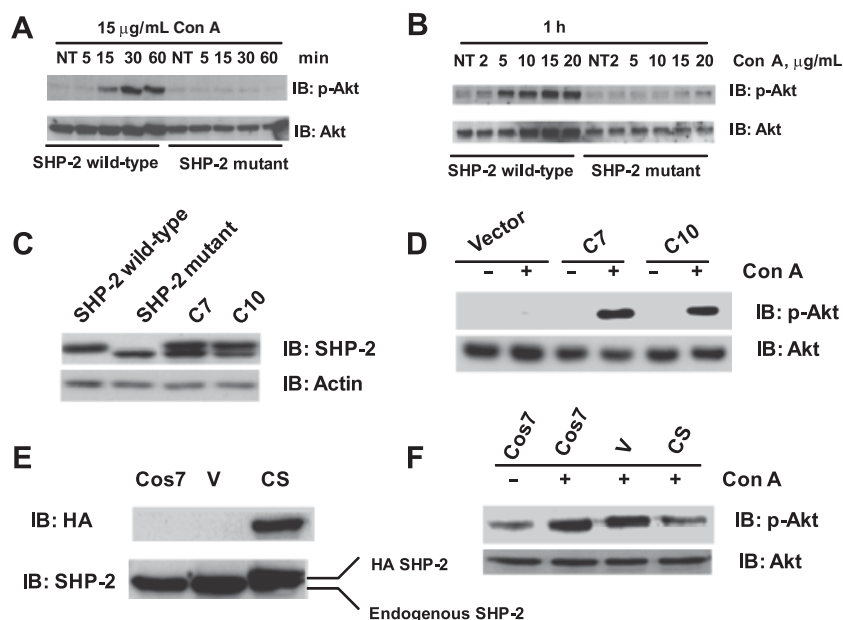 A
15 µg/mL Con A
NT 5 15 30 60 NT 5 15 30 60 min
IB: p-Akt
IB: Akt
SHP-2 wild-type SHP-2 mutant
B
1 h
NT 2 5 10 15 20 NT 2 5 10 15 20 Con A, µg/mL
IB: p-Akt
IB: Akt
SHP-2 wild-type SHP-2 mutant
C
SHP-2 wild-type SHP-2 mutant C7 C10
IB: SHP-2
IB: Actin
D
Vector C7 C10
– + – + – + Con A
IB: p-Akt
IB: Akt
E
Cos7 V CS
IB: HA
IB: SHP-2
HA SHP-2
Endogenous SHP-2
F
Cos7 Cos7 V CS
– + + + Con A
IB: p-Akt
IB: Akt